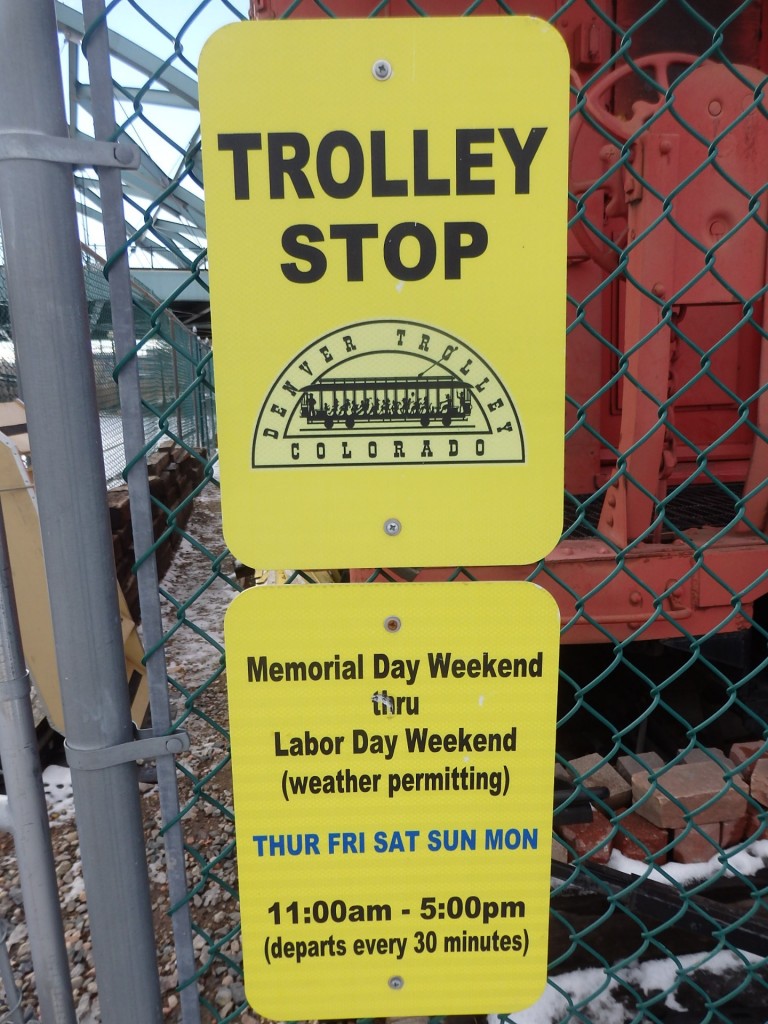 TROLLEY
STOP
DENVER TROLLEY
COLORADO
Memorial Day Weekend
thru
Labor Day Weekend
(weather permitting)
THUR FRI SAT SUN MON
11:00am - 5:00pm
(departs every 30 minutes)